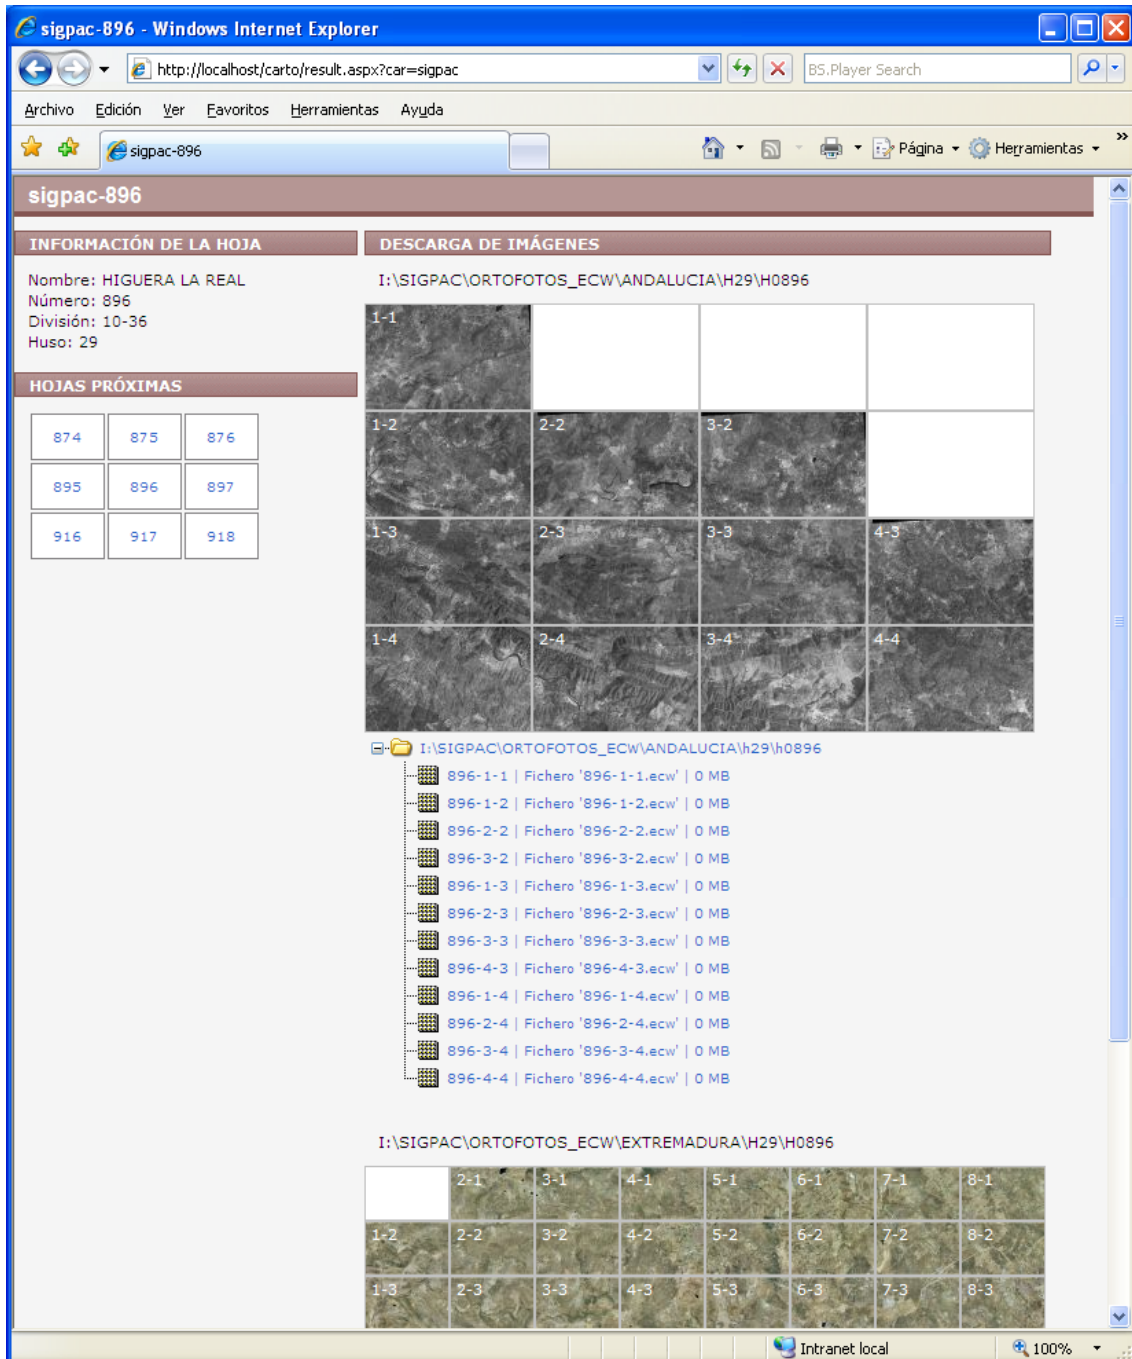 sigpac-896 - Windows Internet Explorer
http://localhost/carto/result.aspx?car=sigpac
BS.Player Search
Archivo Edición Ver Favoritos Herramientas Ayuda
sigpac-896
Página Herramientas »
sigpac-896
INFORMACIÓN DE LA HOJA
Nombre: HIGUERA LA REAL
Número: 896
División: 10-36
Huso: 29
HOJAS PRÓXIMAS
874 875 876
895 896 897
916 917 918
DESCARGA DE IMÁGENES
I:\SIGPAC\ORTOFOTOS_ECW\ANDALUCIA\H29\H0896
1-1
1-2 2-2 3-2
1-3 2-3 3-3 4-3
1-4 2-4 3-4 4-4
I:\SIGPAC\ORTOFOTOS_ECW\ANDALUCIA\h29\h0896
896-1-1 | Fichero '896-1-1.ecw' | 0 MB
896-1-2 | Fichero '896-1-2.ecw' | 0 MB
896-2-2 | Fichero '896-2-2.ecw' | 0 MB
896-3-2 | Fichero '896-3-2.ecw' | 0 MB
896-1-3 | Fichero '896-1-3.ecw' | 0 MB
896-2-3 | Fichero '896-2-3.ecw' | 0 MB
896-3-3 | Fichero '896-3-3.ecw' | 0 MB
896-4-3 | Fichero '896-4-3.ecw' | 0 MB
896-1-4 | Fichero '896-1-4.ecw' | 0 MB
896-2-4 | Fichero '896-2-4.ecw' | 0 MB
896-3-4 | Fichero '896-3-4.ecw' | 0 MB
896-4-4 | Fichero '896-4-4.ecw' | 0 MB
I:\SIGPAC\ORTOFOTOS_ECW\EXTREMADURA\H29\H0896
2-1 3-1 4-1 5-1 6-1 7-1 8-1
1-2 2-2 3-2 4-2 5-2 6-2 7-2 8-2
1-3 2-3 3-3 4-3 5-3 6-3 7-3 8-3
Intranet local 100%